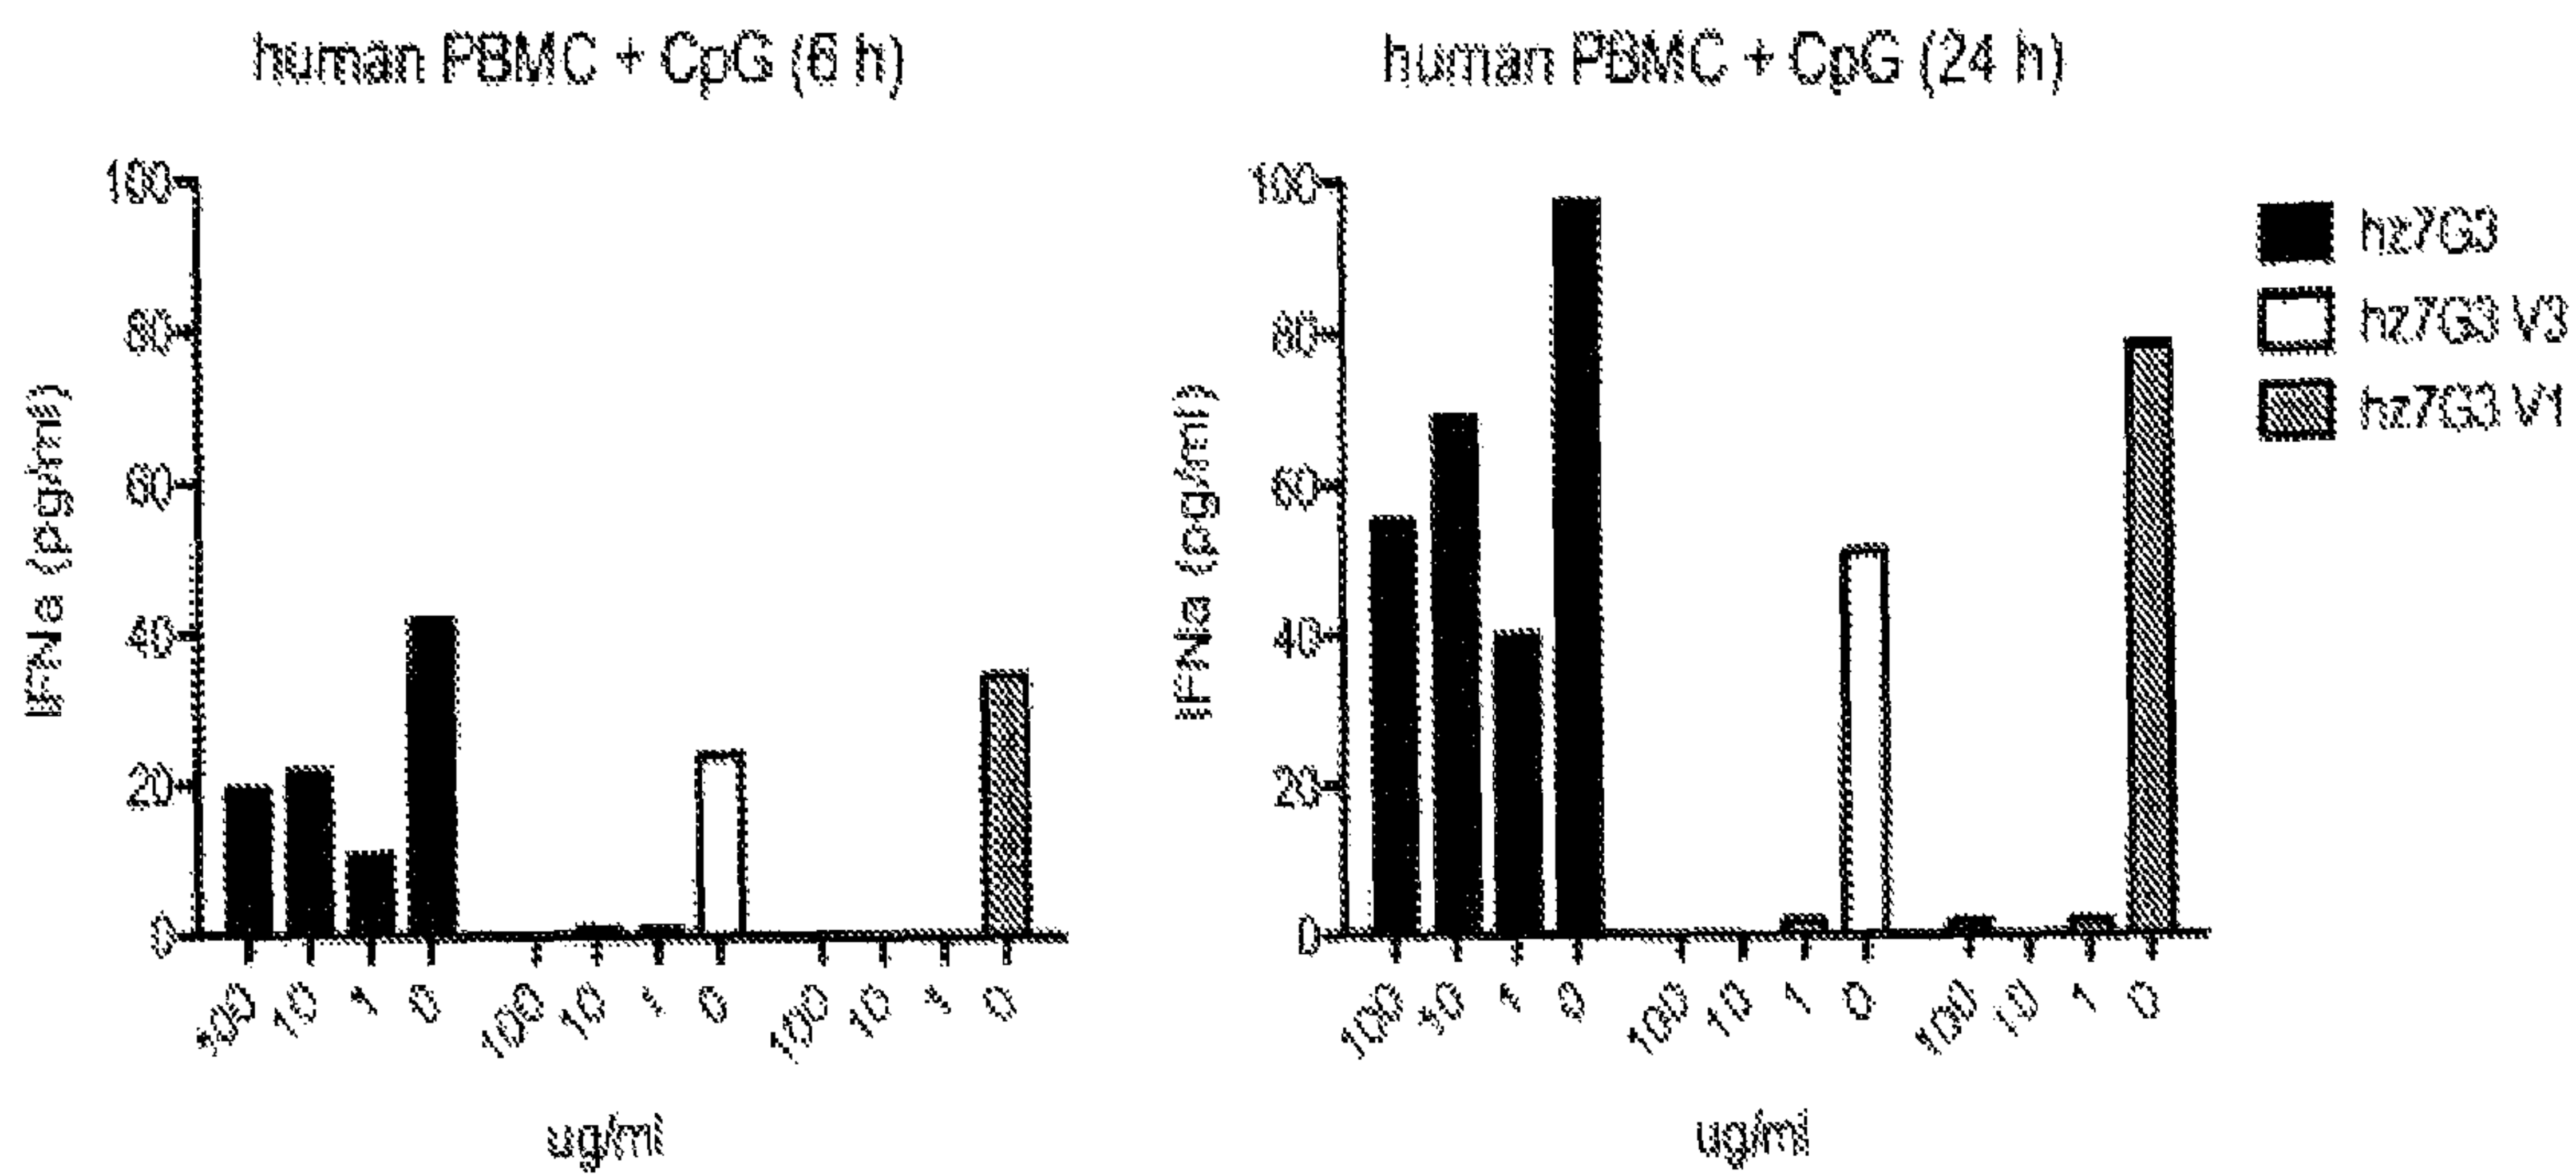 human PBMC + CpG (6 h)
IFNa (pg/ml)
100
80
60
40
20
0
100 10 1 0 100 10 1 0 100 10 1 0
ug/ml
human PBMC + CpG (24 h)
IFNa (pg/ml)
100
80
60
40
20
0
100 10 1 0 100 10 1 0 100 10 1 0
ug/ml
hz7G3
hz7G3 V3
hz7G3 V1